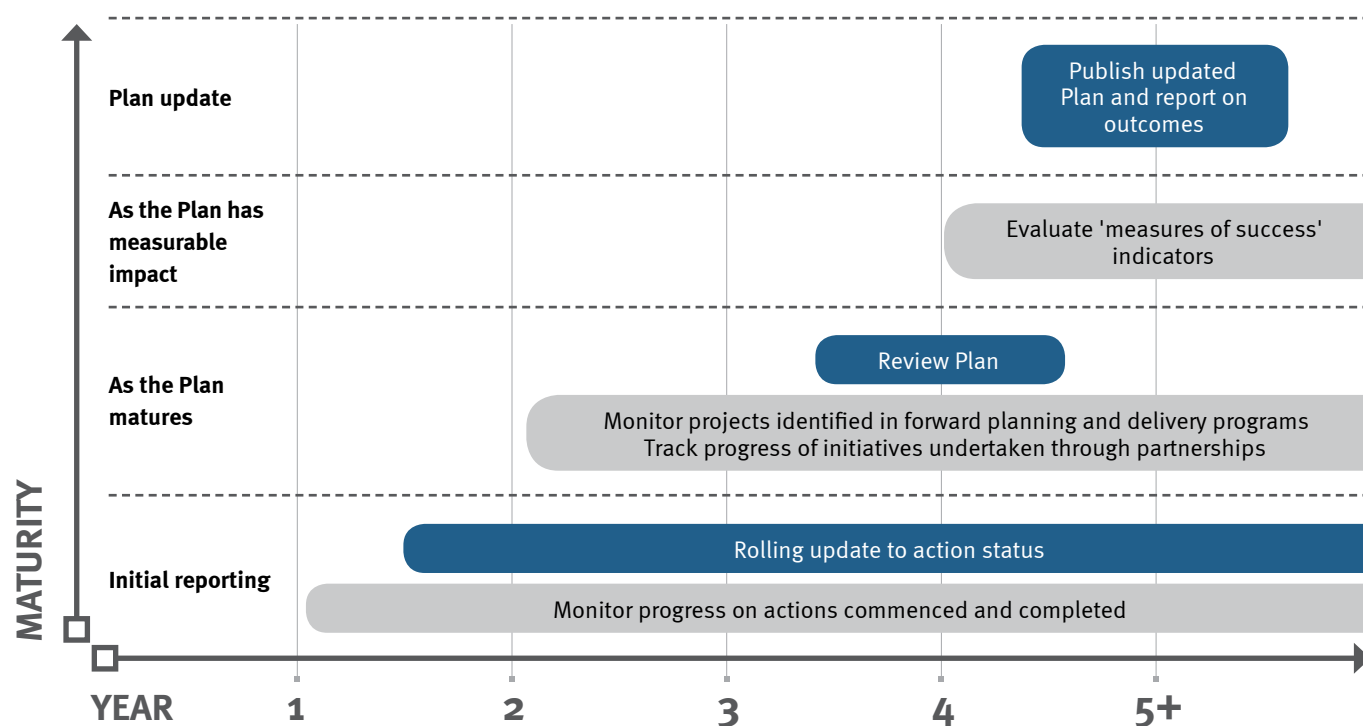 Plan update
Publish updated
Plan and report on
outcomes
As the Plan has
measurable
impact
Evaluate 'measures of success'
indicators
As the Plan
matures
Review Plan
Monitor projects identified in forward planning and delivery programs
Track progress of initiatives undertaken through partnerships
Initial reporting
Rolling update to action status
Monitor progress on actions commenced and completed
MATURITY
YEAR 1 2 3 4 5+